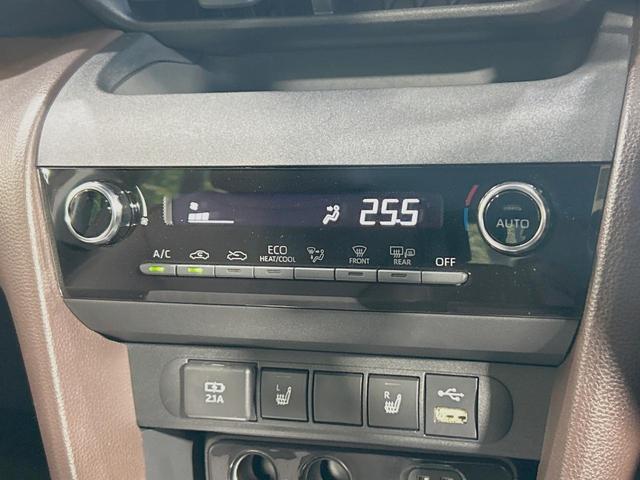 25.5
AUTO
A/C
ECO
HEAT/COOL
FRONT
REAR
OFF
2.1A
L
R